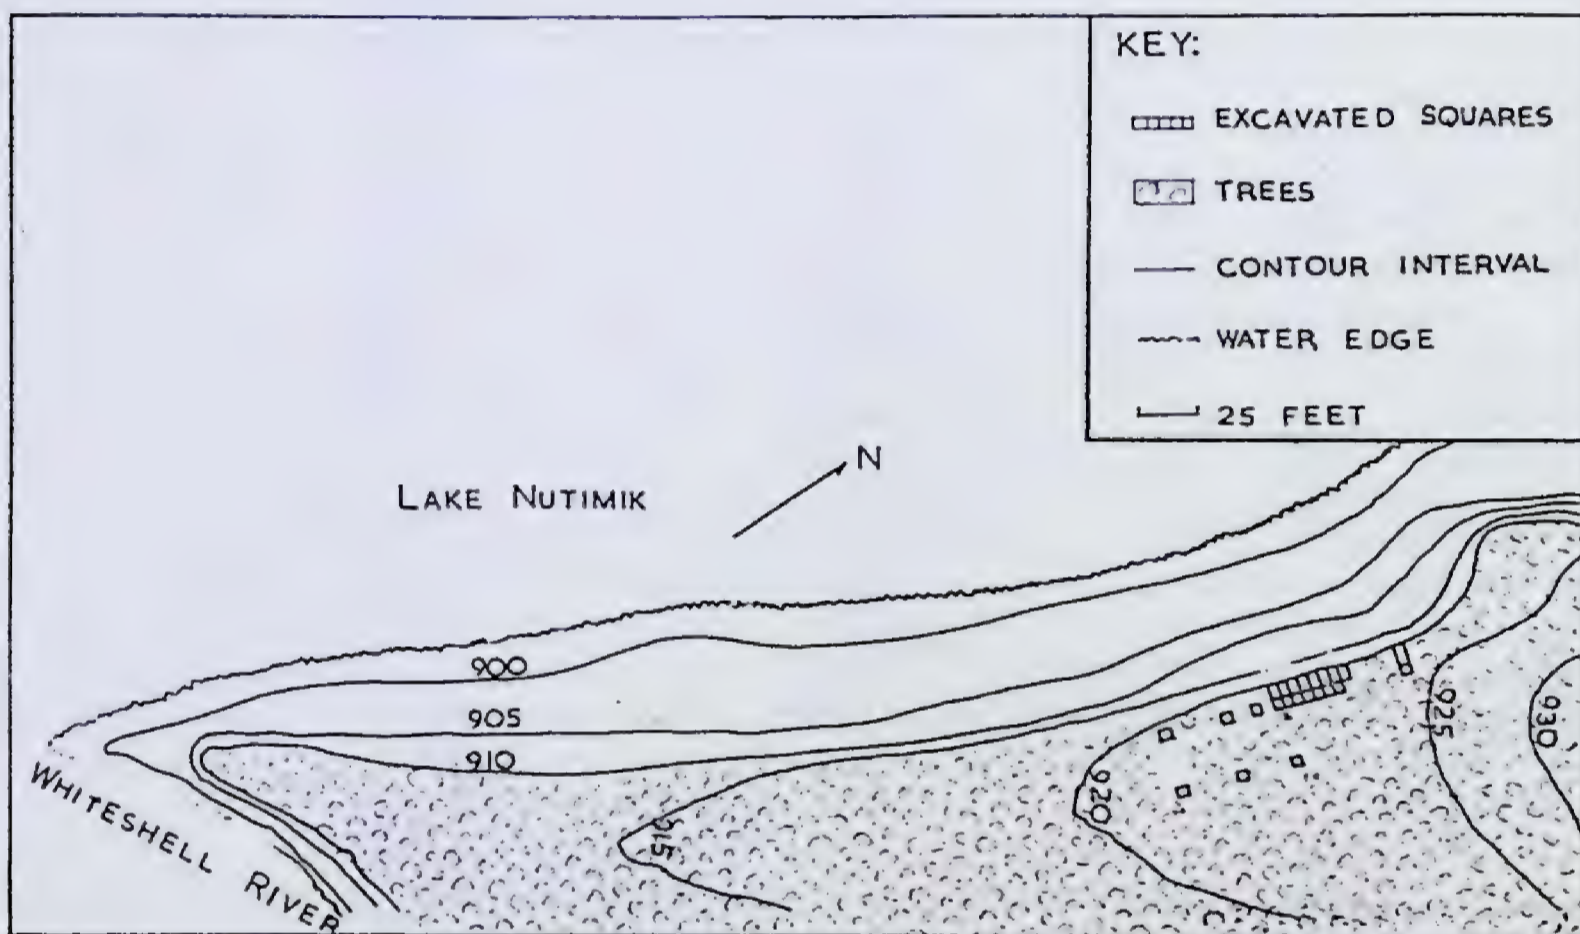 KEY:
EXCAVATED SQUARES
TREES
CONTOUR INTERVAL
WATER EDGE
25 FEET
N
LAKE NUTIMIK
900
905
910
915
920
925
930
WHITESHELL RIVER